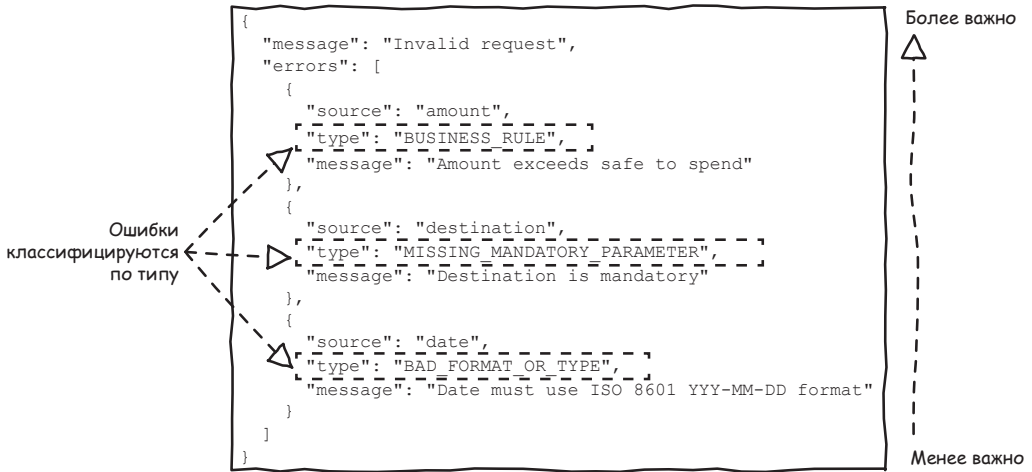 Более важно
{
"message": "Invalid request",
"errors": [
{
"source": "amount",
"type": "BUSINESS_RULE",
"message": "Amount exceeds safe to spend"
},
{
"source": "destination",
"type": "MISSING_MANDATORY_PARAMETER",
"message": "Destination is mandatory"
},
{
"source": "date",
"type": "BAD_FORMAT_OR_TYPE",
"message": "Date must use ISO 8601 YYY-MM-DD format"
}
]
}
Ошибки
классифицируются
по типу
Менее важно